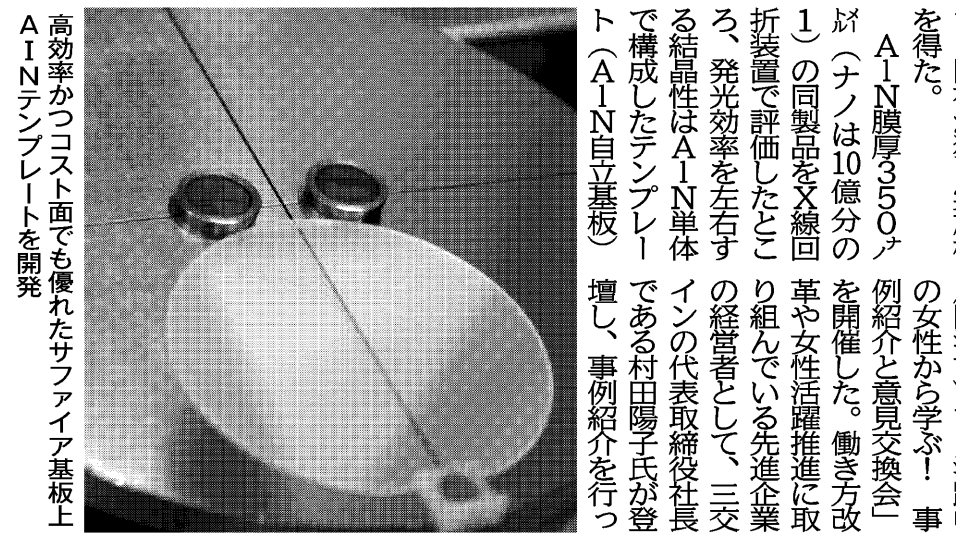 を得た。
ＡｌＮ膜厚３５０ナノ
メートル（ナノは10億分の
１）の同製品をＸ線回
折装置で評価したとこ
ろ、発光効率を左右す
る結晶性はＡｌＮ単体
で構成したテンプレー
ト（ＡｌＮ自立基板）
の女性から学ぶ！　事
例紹介と意見交換会」
を開催した。働き方改
革や女性活躍推進に取
り組んでいる先進企業
の経営者として、三交
インの代表取締役社長
である村田陽子氏が登
壇し、事例紹介を行っ
高効率かつコスト面でも優れたサファイア基板上
ＡＩＮテンプレートを開発